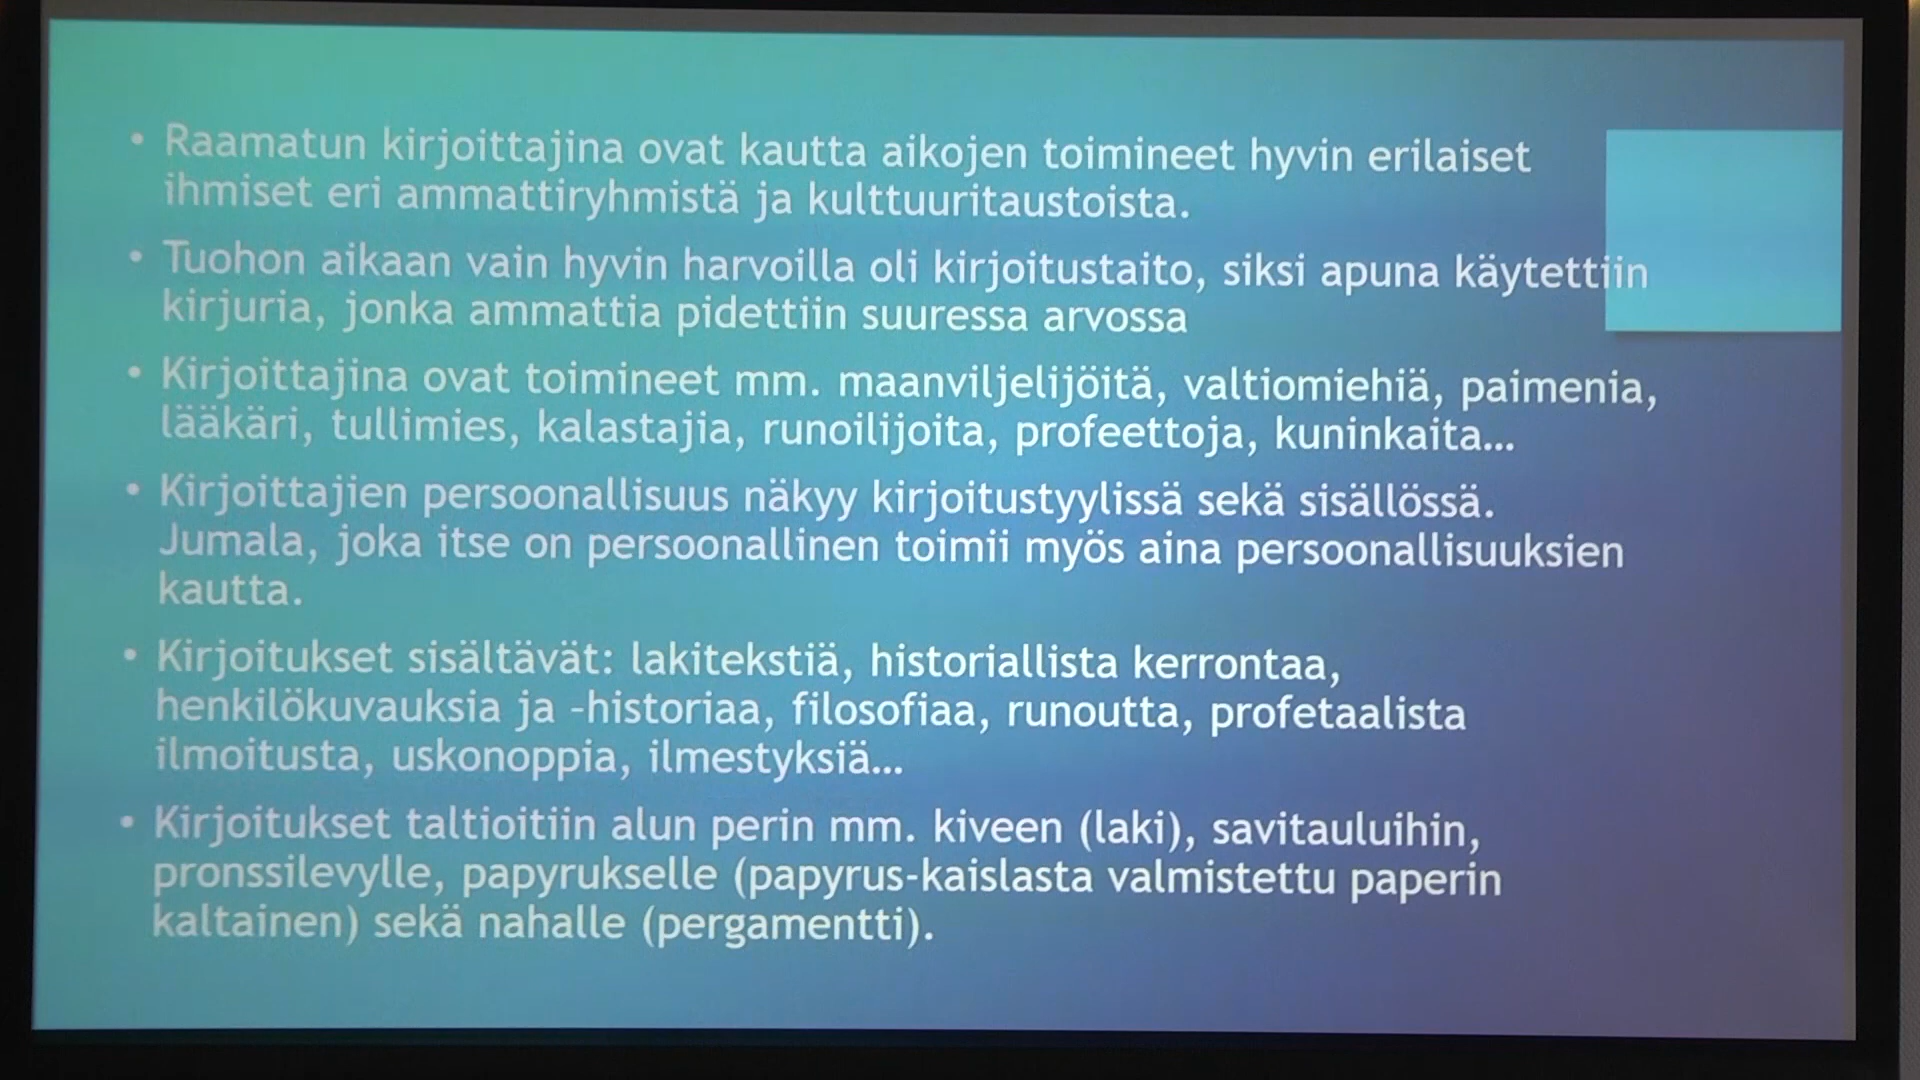 • Raamatun kirjoittajina ovat kautta aikojen toimineet hyvin erilaiset
ihmiset eri ammattiryhmistä ja kulttuuritaustoista.
• Tuohon aikaan vain hyvin harvoilla oli kirjoitustaito, siksi apuna käytettiin
kirjuria, jonka ammattia pidettiin suuressa arvossa
• Kirjoittajina ovat toimineet mm. maanviljelijöitä, valtiomiehiä, paimenia,
lääkäri, tullimies, kalastajia, runoilijoita, profeettoja, kuninkaita...
• Kirjoittajien persoonallisuus näkyy kirjoitustyylissä sekä sisällössä.
Jumala, joka itse on persoonallinen toimii myös aina persoonallisuuksien
kautta.
• Kirjoitukset sisältävät: lakitekstiä, historiallista kerrontaa,
henkilökuvauksia ja -historiaa, filosofiaa, runoutta, profetaalista
ilmoitusta, uskonoppia, ilmestyksiä...
• Kirjoitukset taltioitiin alun perin mm. kiveen (laki), savitauluihin,
pronssilevylle, papyrukselle (papyrus-kaislasta valmistettu paperin
kaltainen) sekä nahalle (pergamentti).